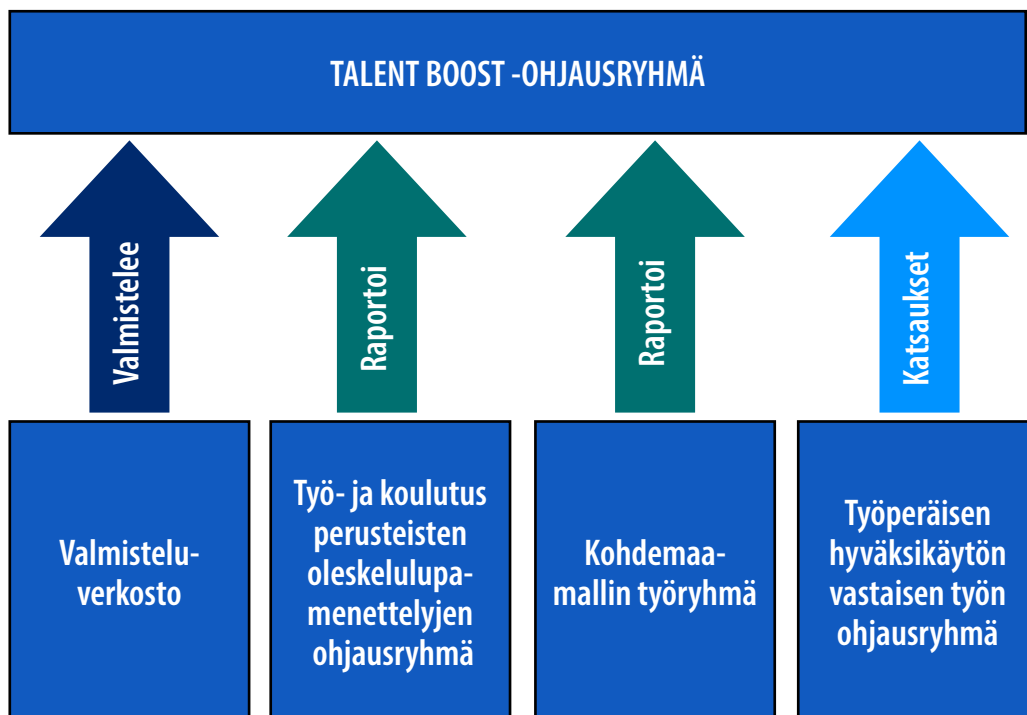 TALENT BOOST -OHJAUSRYHMÄ
Valmistelee
Raportoi
Raportoi
Katsaukset
Valmistelu-
verkosto
Työ- ja koulutus
perusteisten
oleskelulupa-
menettelyjen
ohjausryhmä
Kohdemaa-
mallin työryhmä
Työperäisen
hyväksikäytön
vastaisen työn
ohjausryhmä